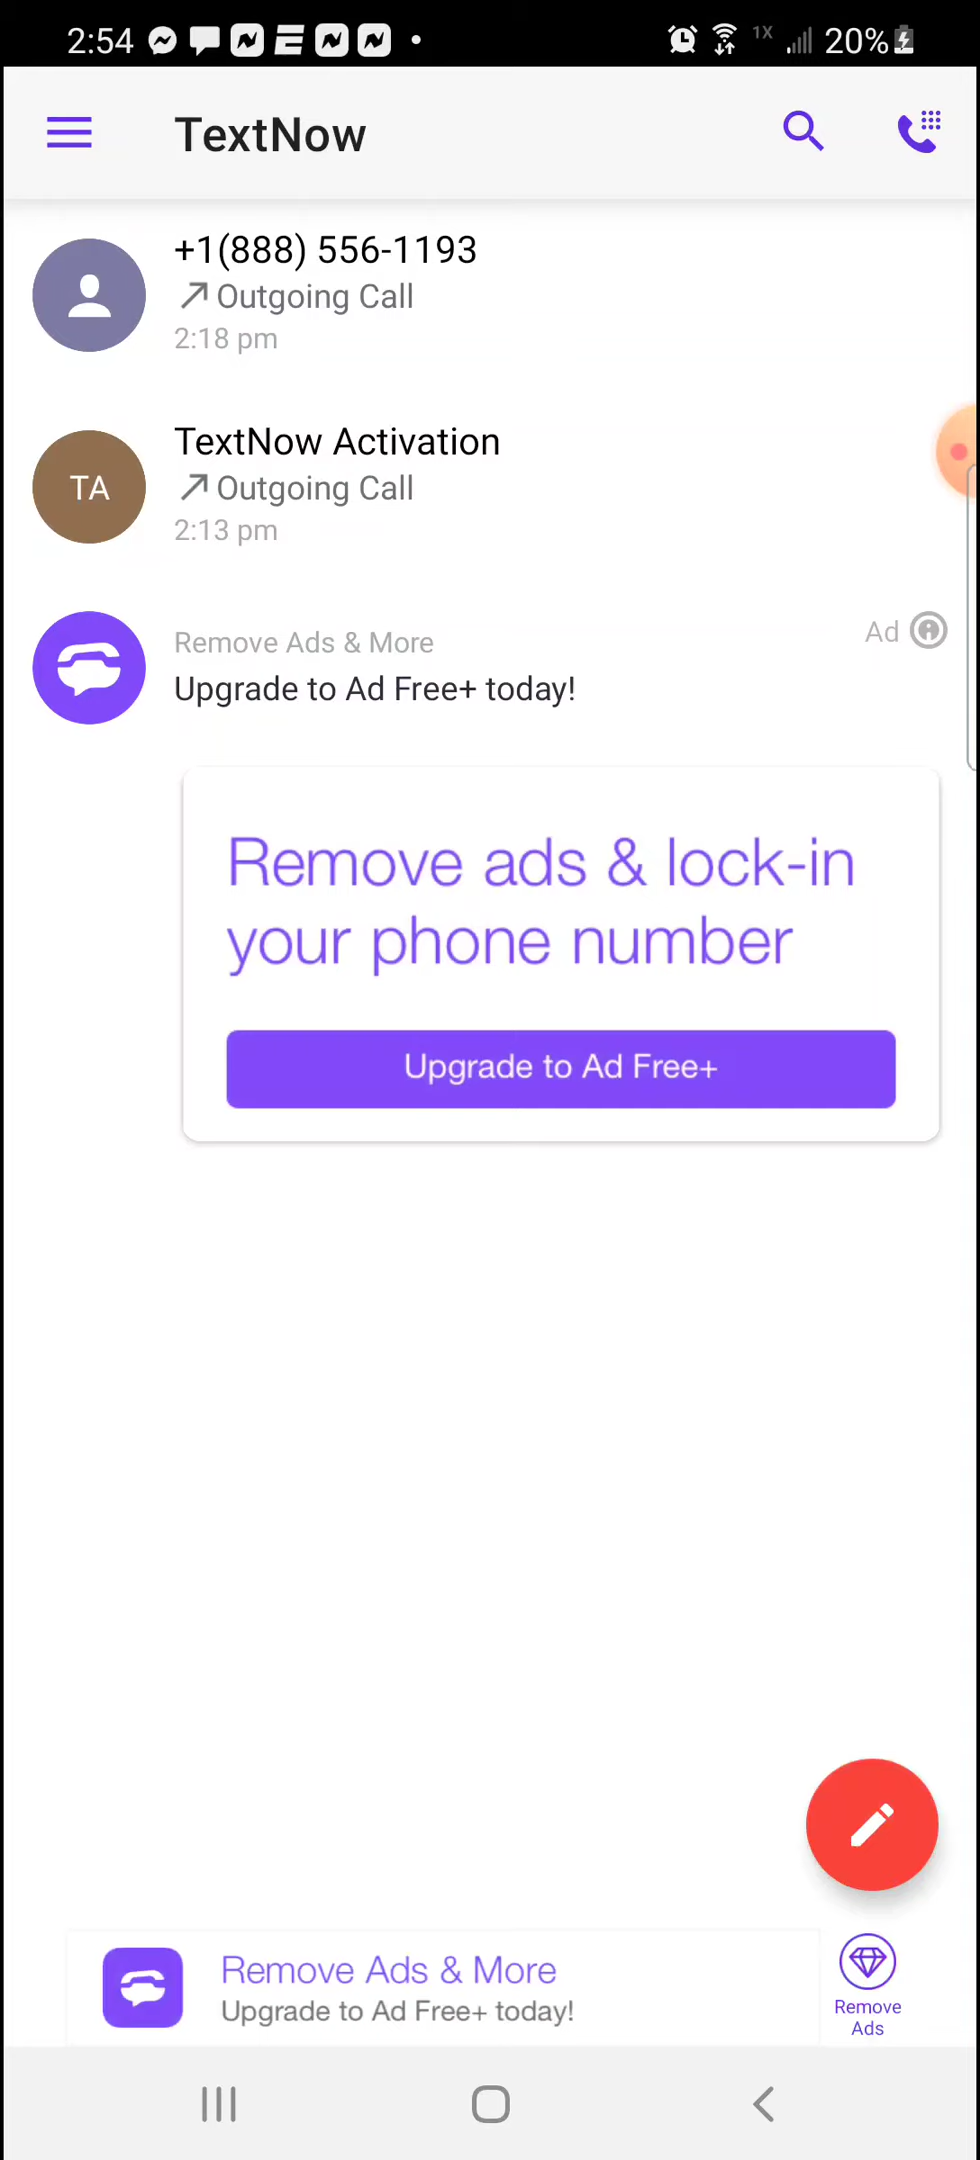 2:54
1X
20%
TextNow
+1(888) 556-1193
Outgoing Call
2:18 pm
TextNow Activation
TA
Outgoing Call
2:13 pm
Remove Ads & More
Ad
Upgrade to Ad Free+ today!
Remove ads & lock-in
your phone number
Upgrade to Ad Free+
Remove Ads & More
Upgrade to Ad Free+ today!
Remove
Ads